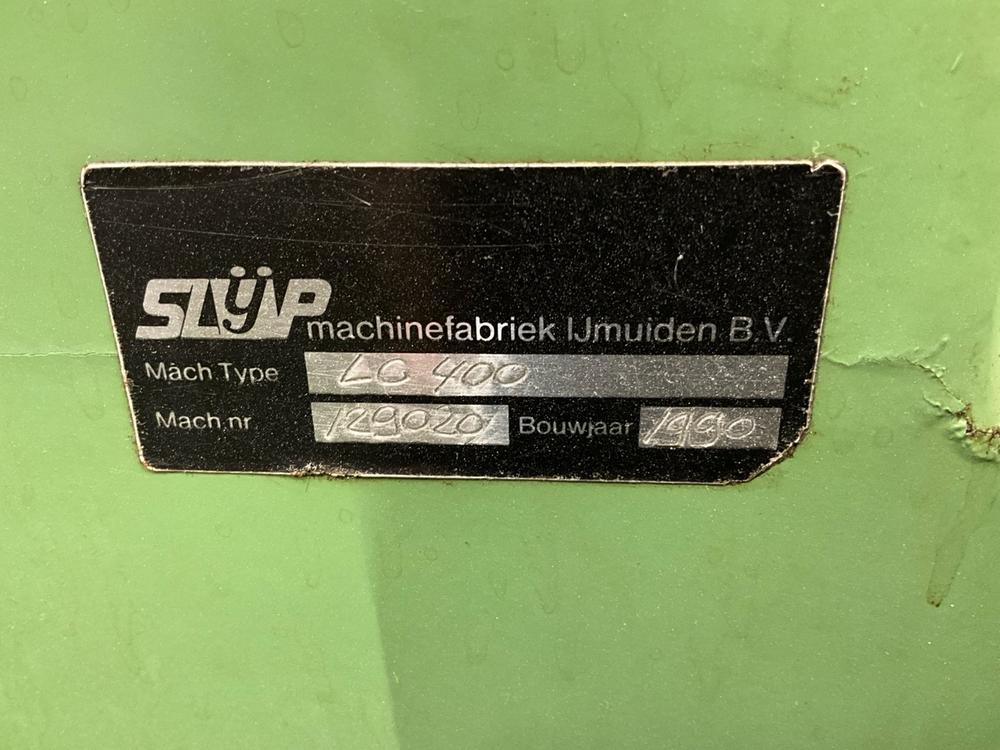 SLIJP machinefabriek IJmuiden B.V.
Mach Type LC 400
Mach. nr 129020 Bouwjaar 1990